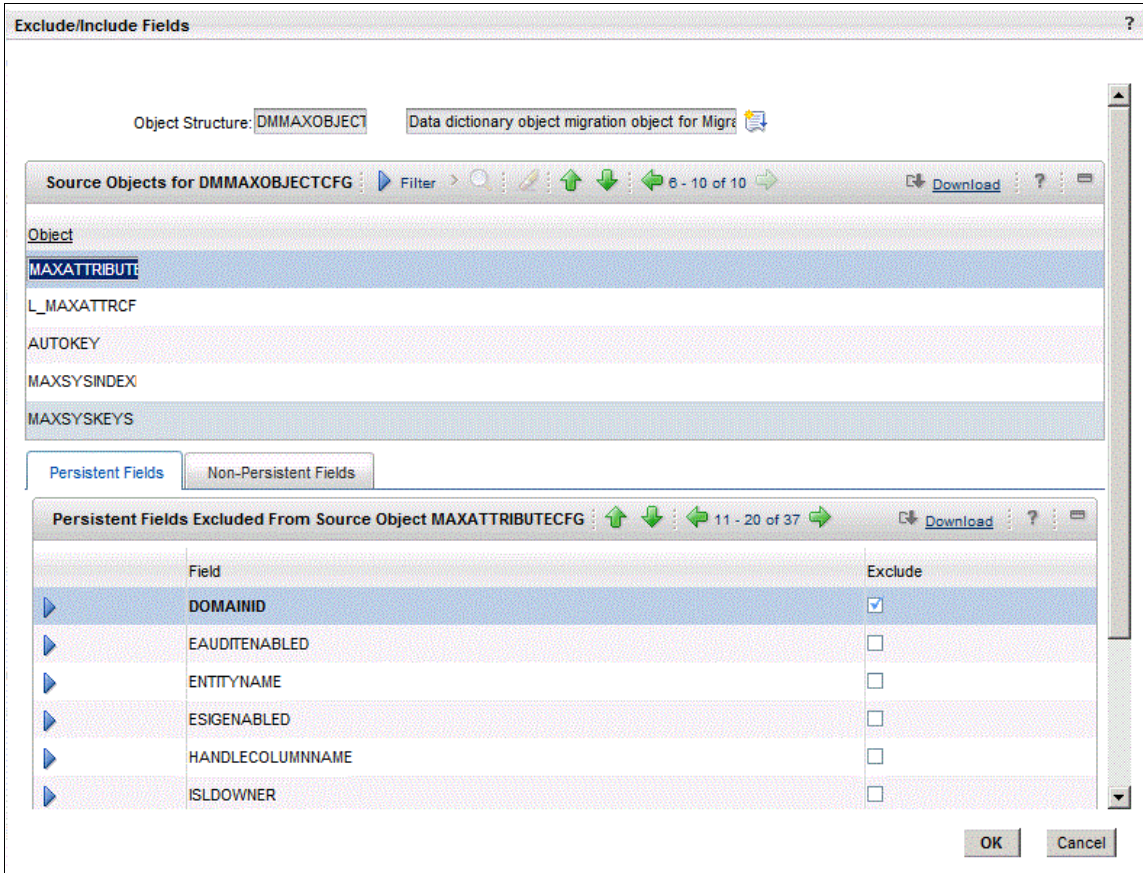 Exclude/Include Fields ?
Object Structure: DMMAXOBJECT Data dictionary object migration object for Migra
Source Objects for DMMAXOBJECTCFG Filter > 6 - 10 of 10 Download ?
Object
MAXATTRIBUTE
L_MAXATTRCF
AUTOKEY
MAXSYSINDEX
MAXSYSKEYS
Persistent Fields Non-Persistent Fields
Persistent Fields Excluded From Source Object MAXATTRIBUTECFG 11 - 20 of 37 Download ?
Field Exclude
DOMAINID
EAUDITENABLED
ENTITYNAME
ESIGENABLED
HANDLECOLUMNNAME
ISLDOWNER
OK Cancel